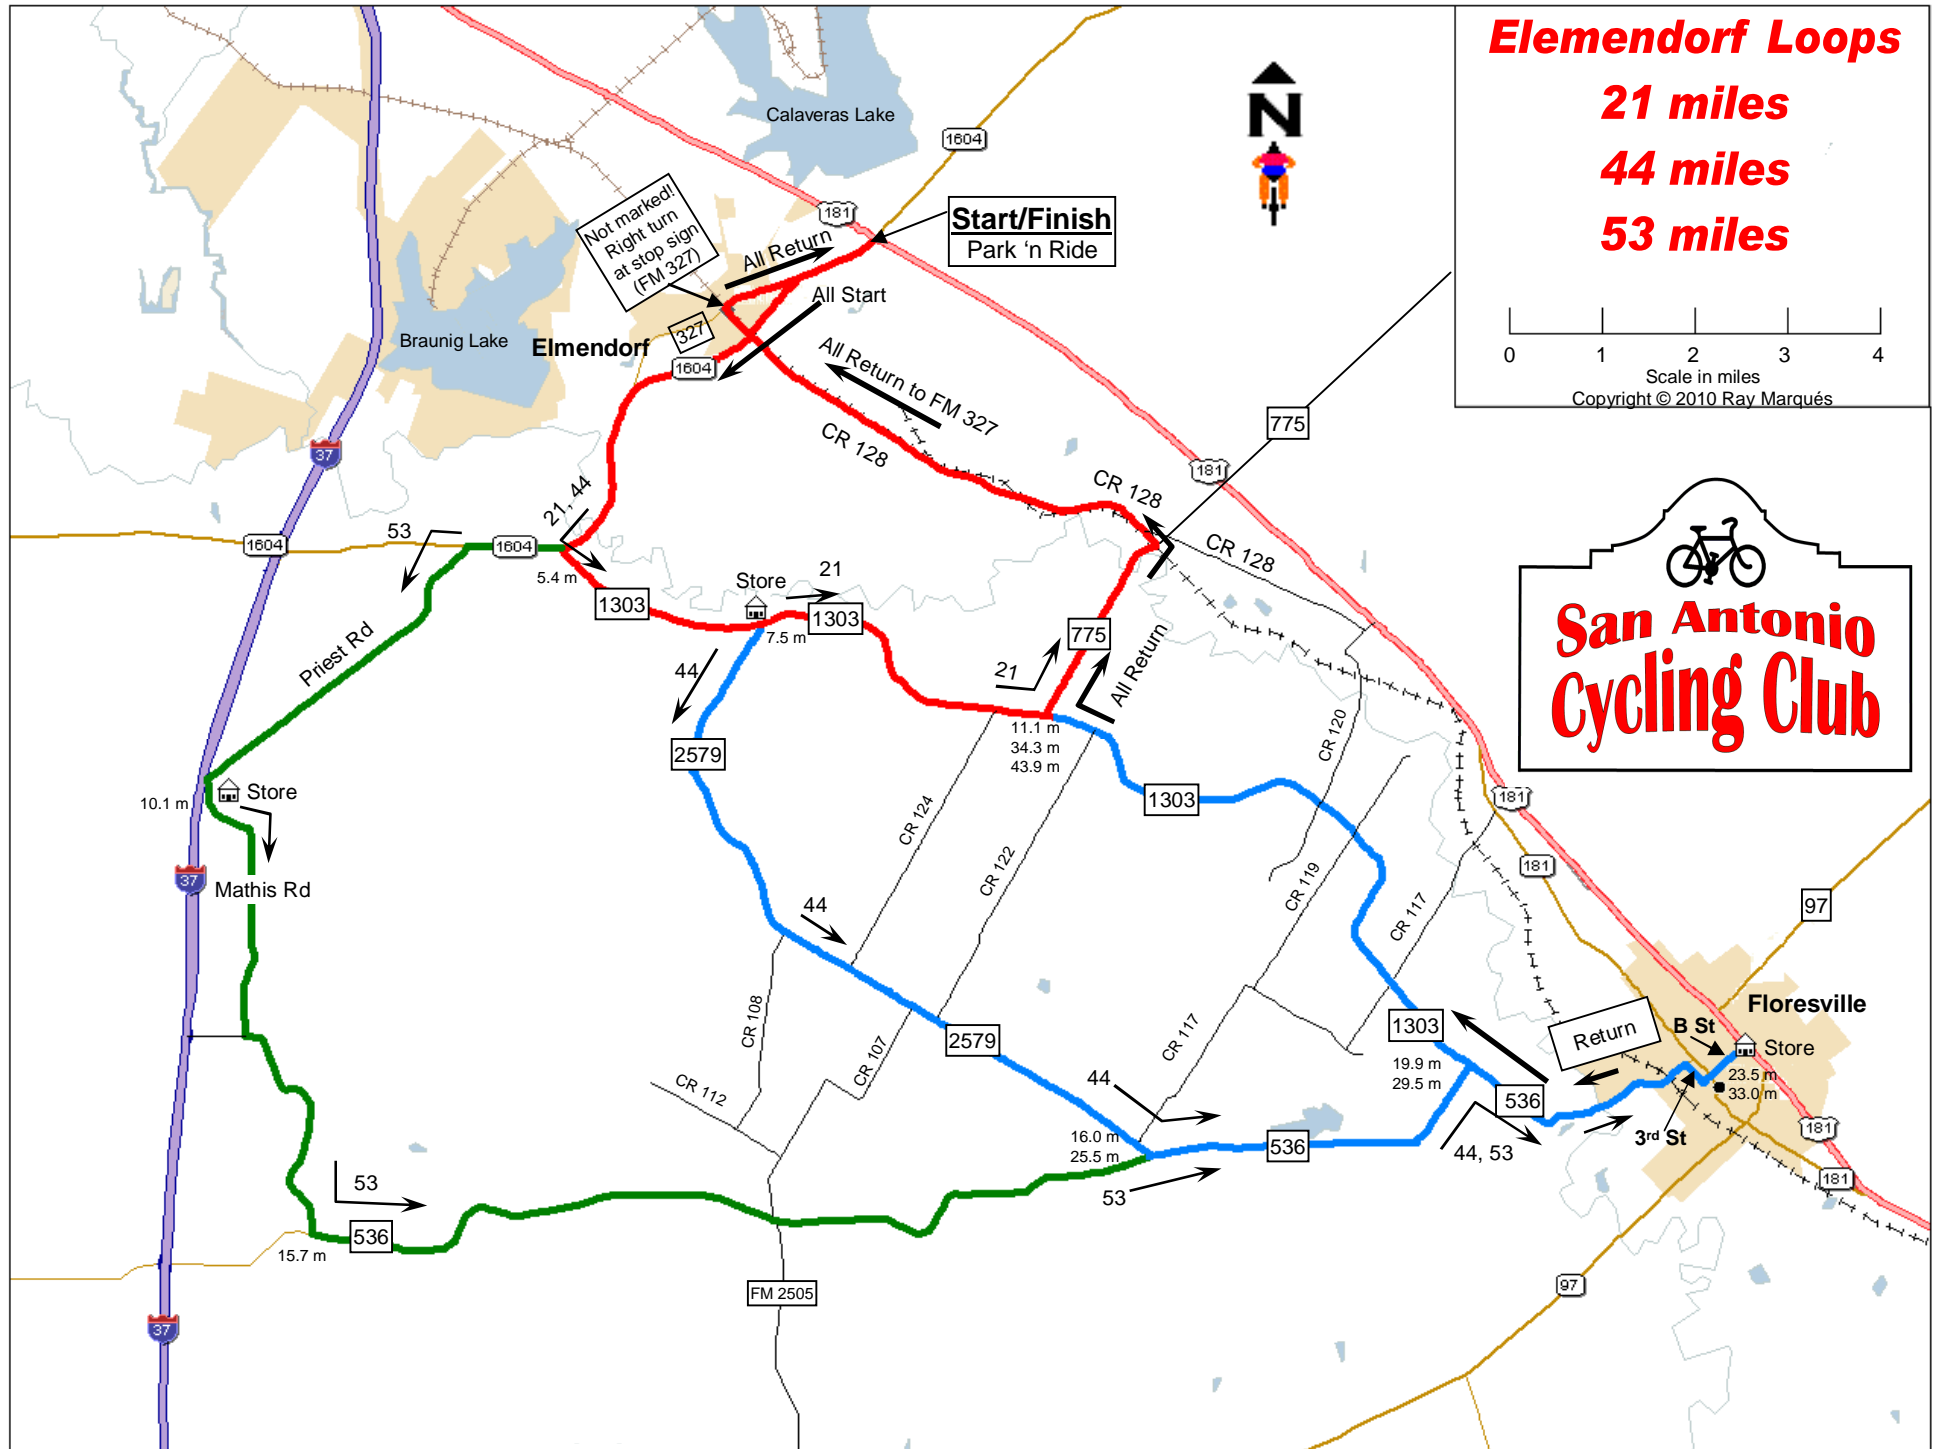 Elemendorf Loops
21 miles
44 miles
53 miles
0 1 2 3 4
Scale in miles
Copyright © 2010 Ray Marqués
N
Calaveras Lake
1604
181
Start/Finish
Park ‘n Ride
Not marked!
Right turn
at stop sign
(FM 327)
All Return
All Start
327
Braunig Lake
Elmendorf
1604
All Return to FM 327
CR 128
775
37
181
CR 128
CR 128
21, 44
53
1604
1604
5.4 m
Store
21
1303
1303
7.5 m
775
Priest Rd
44
21
All Return
San Antonio
Cycling Club
2579
11.1 m
34.3 m
43.9 m
CR 120
1303
181
10.1 m
Store
CR 124
CR 122
CR 119
CR 117
181
37
Mathis Rd
97
44
Floresville
CR 108
CR 107
2579
CR 117
1303
Return
B St
Store
19.9 m
29.5 m
23.5 m
33.0 m
CR 112
44
536
3rd St
181
16.0 m
25.5 m
536
44, 53
181
53
53
536
15.7 m
FM 2505
97
37